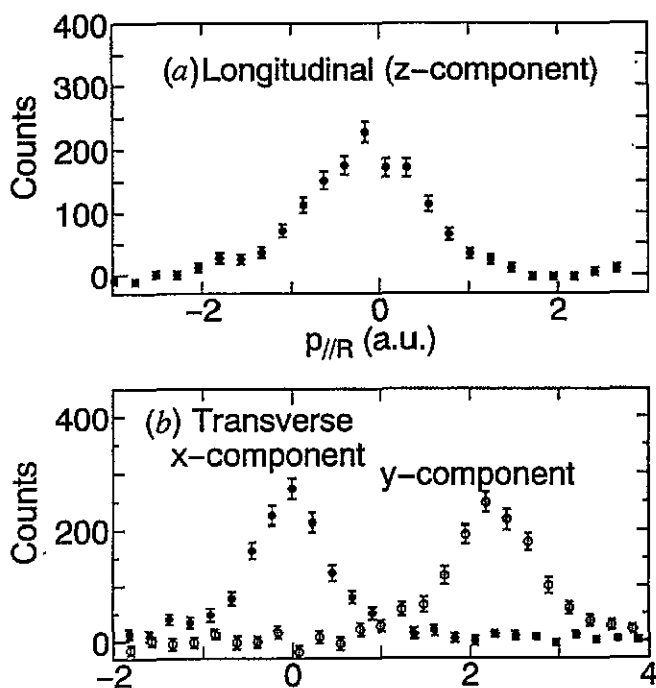 400
(a) Longitudinal (z-component)
300
Counts
200
100
0
-2
0
2
p//R (a.u.)
(b) Transverse
400
x-component
y-component
Counts
200
0
-2
0
2
4